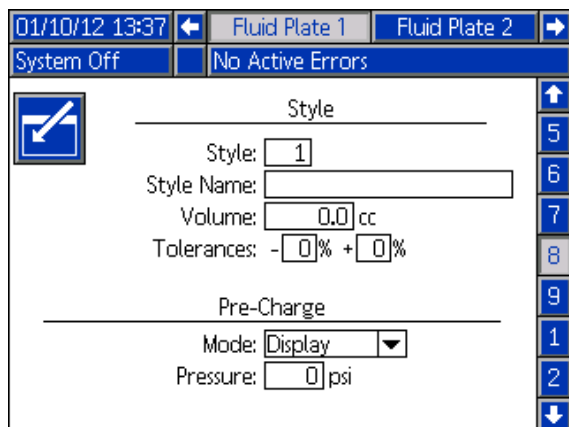 01/10/12 13:37 Fluid Plate 1 Fluid Plate 2
System Off No Active Errors
Style
5
Style: 1
6
Style Name:
7
Volume: 0.0 cc
Tolerances: - 0 % + 0 %
8
9
Pre-Charge
1
Mode: Display
2
Pressure: 0 psi